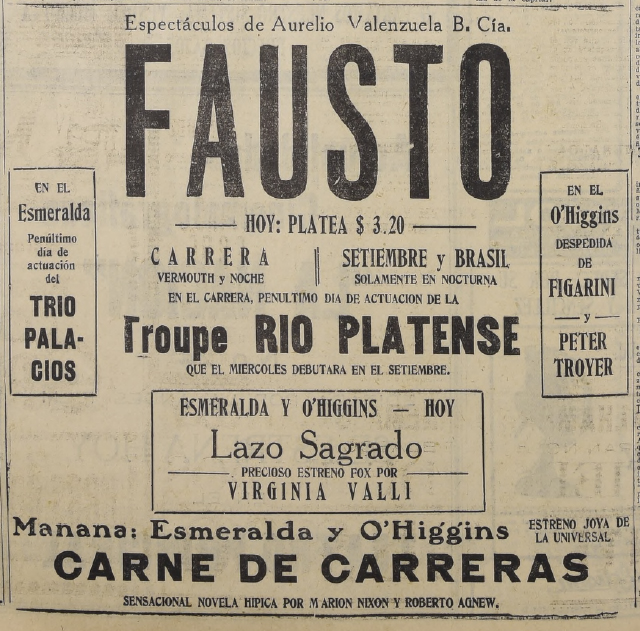 Espectáculos de Aurelio Valenzuela B. Cía.
FAUSTO
HOY: PLATEA $ 3.20
CARRERA
VERMOUTH y NOCHE
SETIEMBRE y BRASIL
SOLAMENTE EN NOCTURNA
EN EL CARRERA, PENULTIMO DIA DE ACTUACION DE LA
Troupe RIO PLATENSE
QUE EL MIERCOLES DEBUTARA EN EL SETIEMBRE.
EN EL
Esmeralda
Penúltimo
día de
actuación
del
TRIO
PALA-
CIOS
EN EL
O'Higgins
DESPEDIDA
DE
FIGARINI
y
PETER
TROYER
ESMERALDA Y O'HIGGINS — HOY
Lazo Sagrado
PRECIOSO ESTRENO FOX POR
VIRGINIA VALLI
Manana: Esmeralda y O'Higgins
ESTRENO JOYA DE
LA UNIVERSAL
CARNE DE CARRERAS
SENSACIONAL NOVELA HIPICA POR MARION NIXON Y ROBERTO AGNEW.